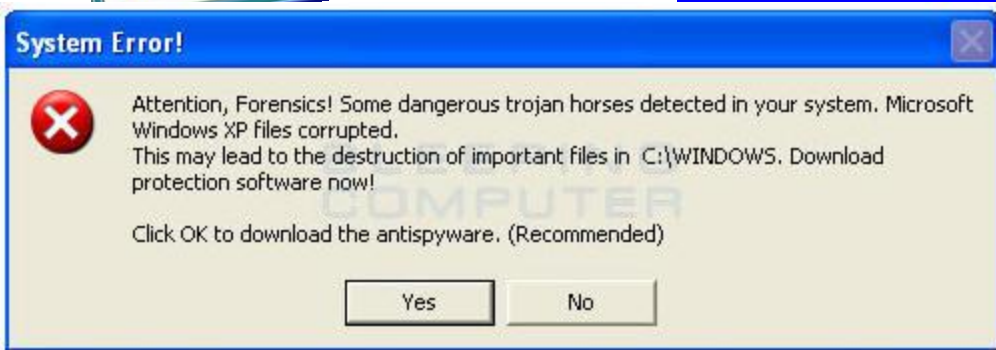 System Error!
Attention, Forensics! Some dangerous trojan horses detected in your system. Microsoft
Windows XP files corrupted.
This may lead to the destruction of important files in C:\WINDOWS. Download
protection software now!
BLEEPING
COMPUTER
Click OK to download the antispyware. (Recommended)
Yes
No